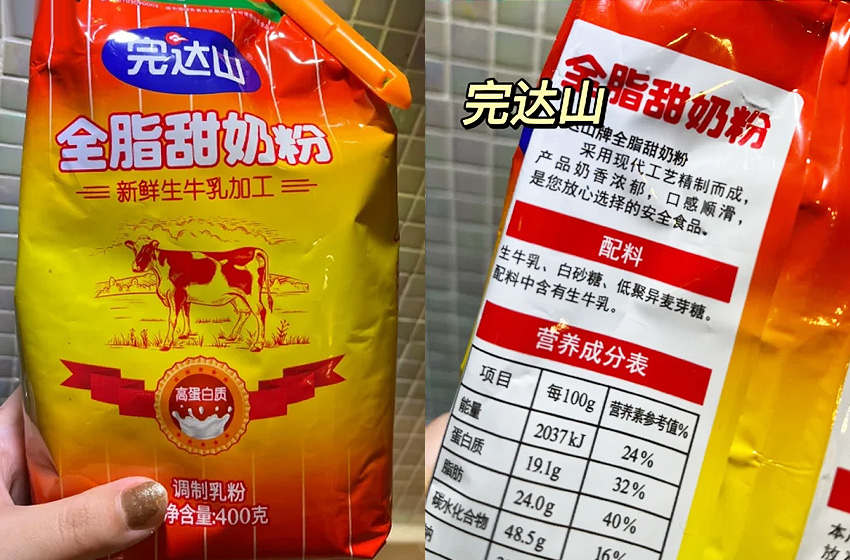 完达山
全脂甜奶粉
新鲜生牛乳加工
高蛋白质
调制乳粉
净含量:400克
完达山
全脂甜奶粉
达山牌全脂甜奶粉
采用现代工艺精制而成,
产品奶香浓郁,口感顺滑,
是您放心选择的安全食品。
配料
生牛乳、白砂糖、低聚异麦芽糖。
配料中含有生牛乳。
营养成分表
项目 每100g 营养素参考值%
能量 2037kJ 24%
蛋白质 19.1g 32%
脂肪 24.0g 40%
碳水化合物 48.5g 16%
钠